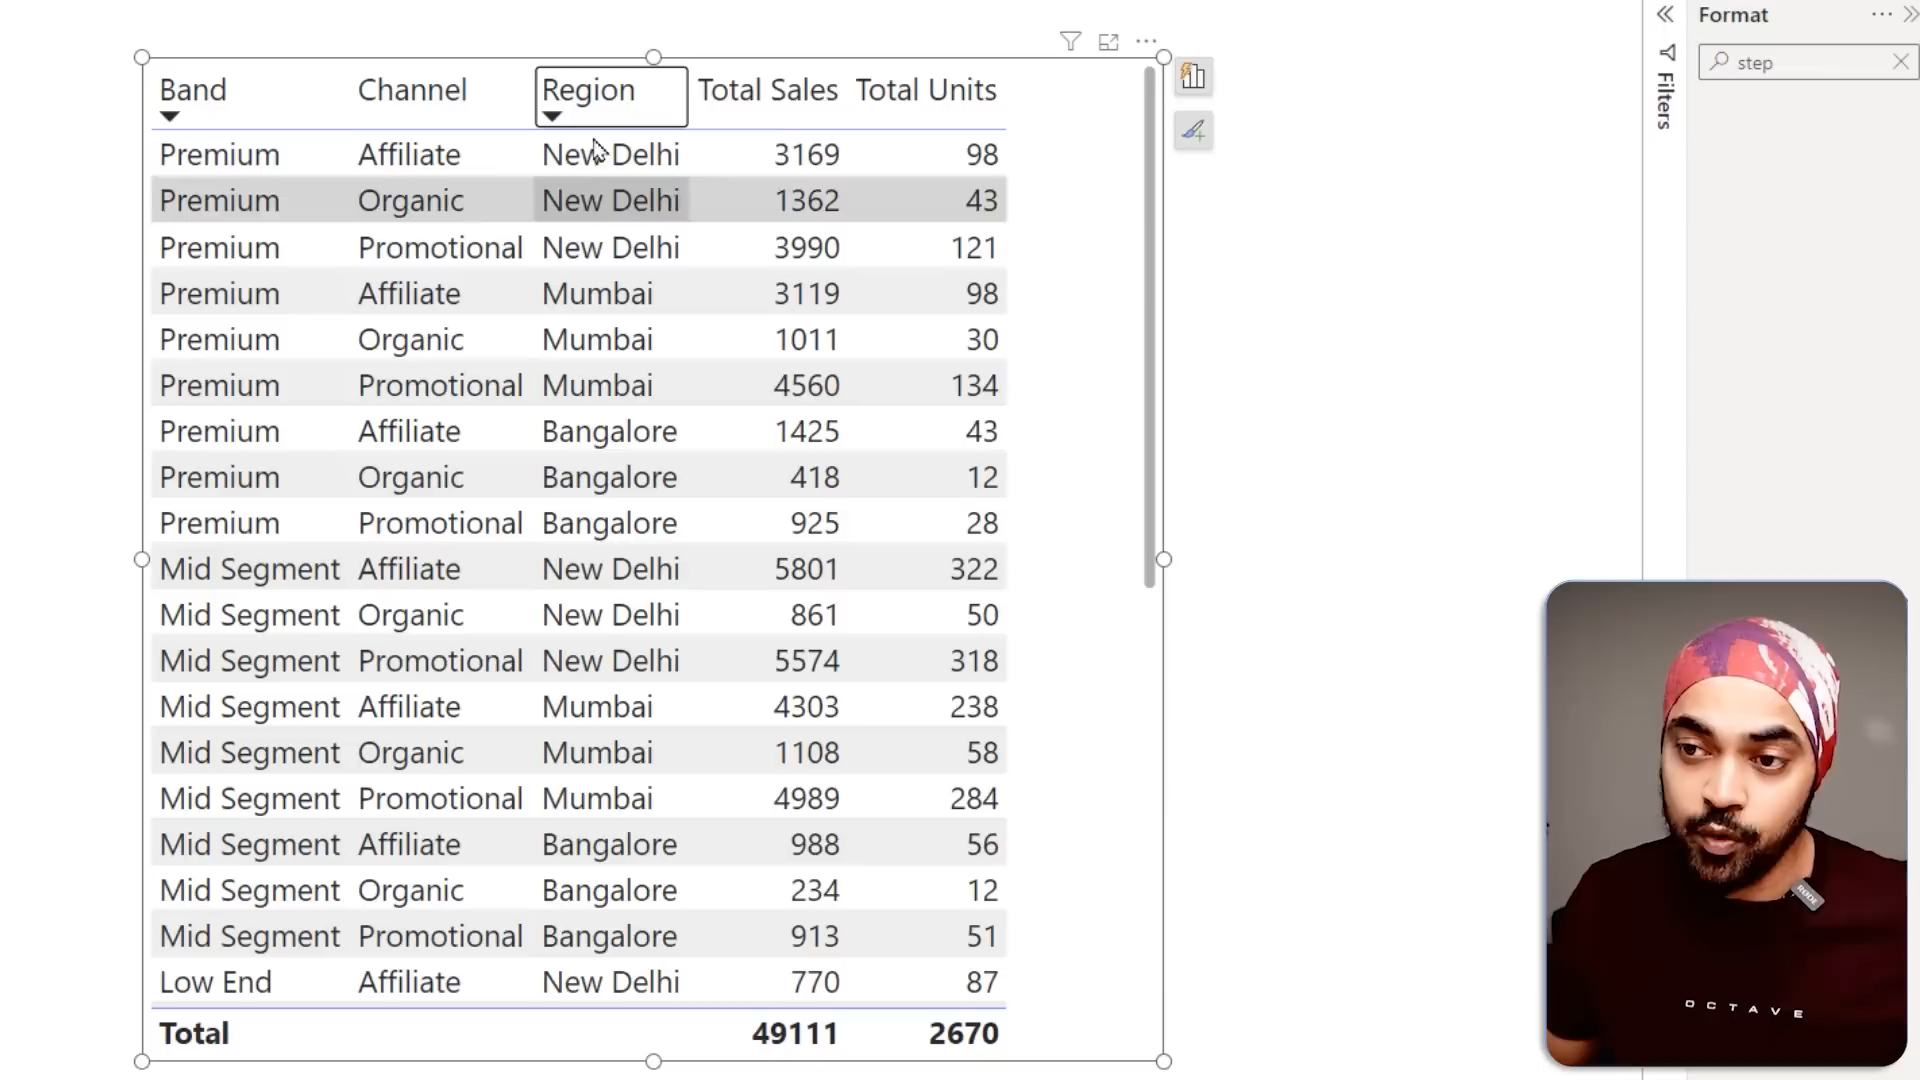 Format
step
Filters
Band Channel Region Total Sales Total Units
Premium Affiliate New Delhi 3169 98
Premium Organic New Delhi 1362 43
Premium Promotional New Delhi 3990 121
Premium Affiliate Mumbai 3119 98
Premium Organic Mumbai 1011 30
Premium Promotional Mumbai 4560 134
Premium Affiliate Bangalore 1425 43
Premium Organic Bangalore 418 12
Premium Promotional Bangalore 925 28
Mid Segment Affiliate New Delhi 5801 322
Mid Segment Organic New Delhi 861 50
Mid Segment Promotional New Delhi 5574 318
Mid Segment Affiliate Mumbai 4303 238
Mid Segment Organic Mumbai 1108 58
Mid Segment Promotional Mumbai 4989 284
Mid Segment Affiliate Bangalore 988 56
Mid Segment Organic Bangalore 234 12
Mid Segment Promotional Bangalore 913 51
Low End Affiliate New Delhi 770 87
Total 49111 2670
RODE
OCTAVE